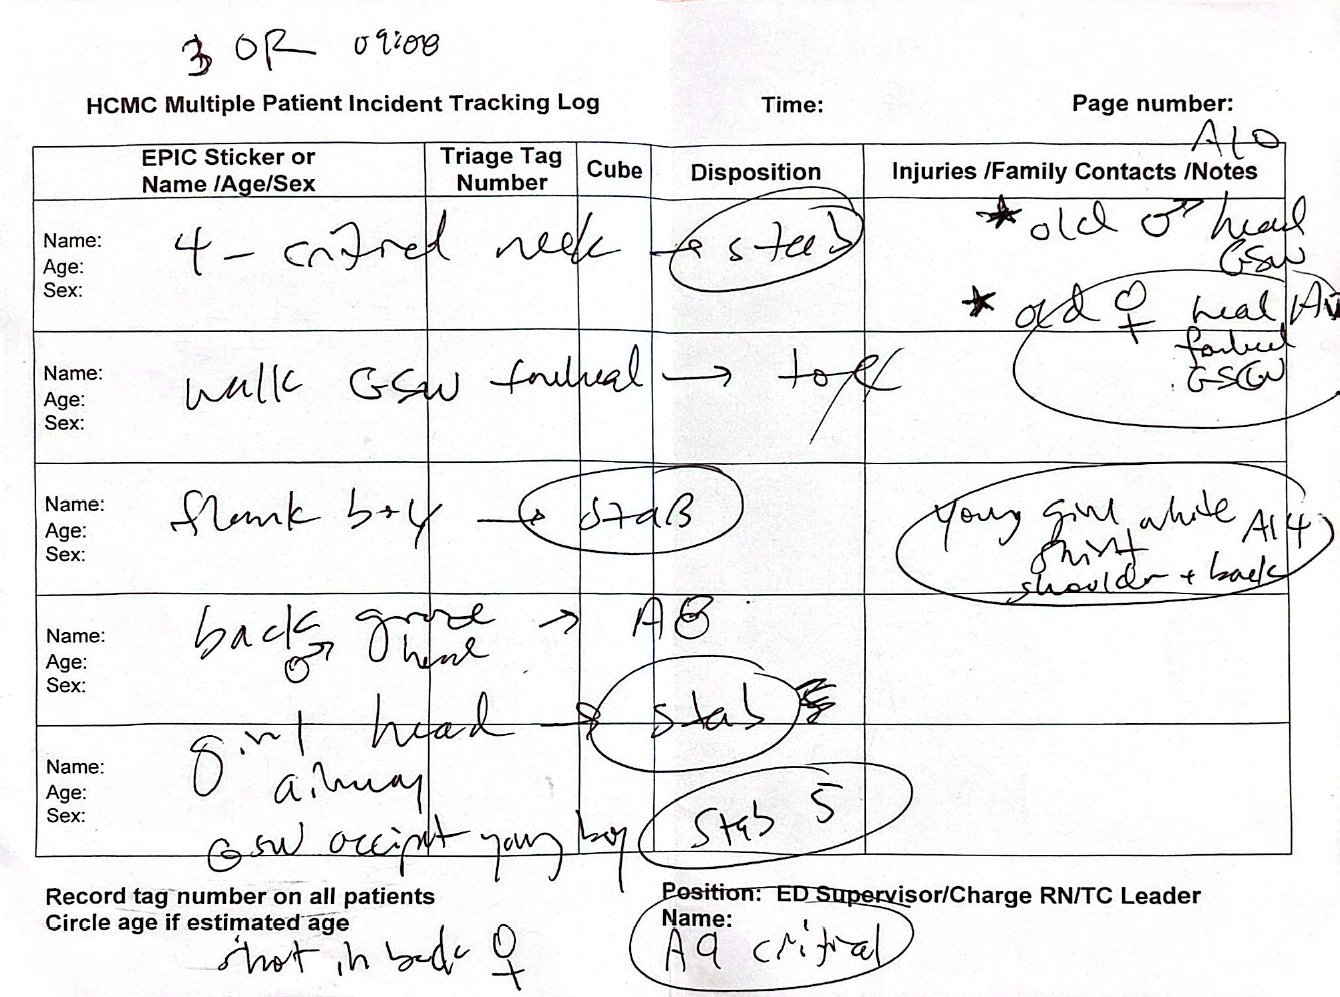 3 OR 09:08
HCMC Multiple Patient Incident Tracking Log Time: Page number:
A10
EPIC Sticker or Name /Age/Sex Triage Tag Number Cube Disposition Injuries /Family Contacts /Notes
Name:
Age:
Sex:
4 - critical neck → stab
★ old ♂ head
GSW
★ old ♀ head
forehead
GSW
Name:
Age:
Sex:
walk GSW forehead →
Name:
Age:
Sex:
flank boy → stab
young girl white A14
shirt
shoulder + back
Name:
Age:
Sex:
back graze → A8
♂ head
girl head → stab
airway
Name:
Age:
Sex:
GSW occiput young boy stab 5
Record tag number on all patients
Circle age if estimated age
Position: ED Supervisor/Charge RN/TC Leader
Name:
shot in back ♀ A9 critical